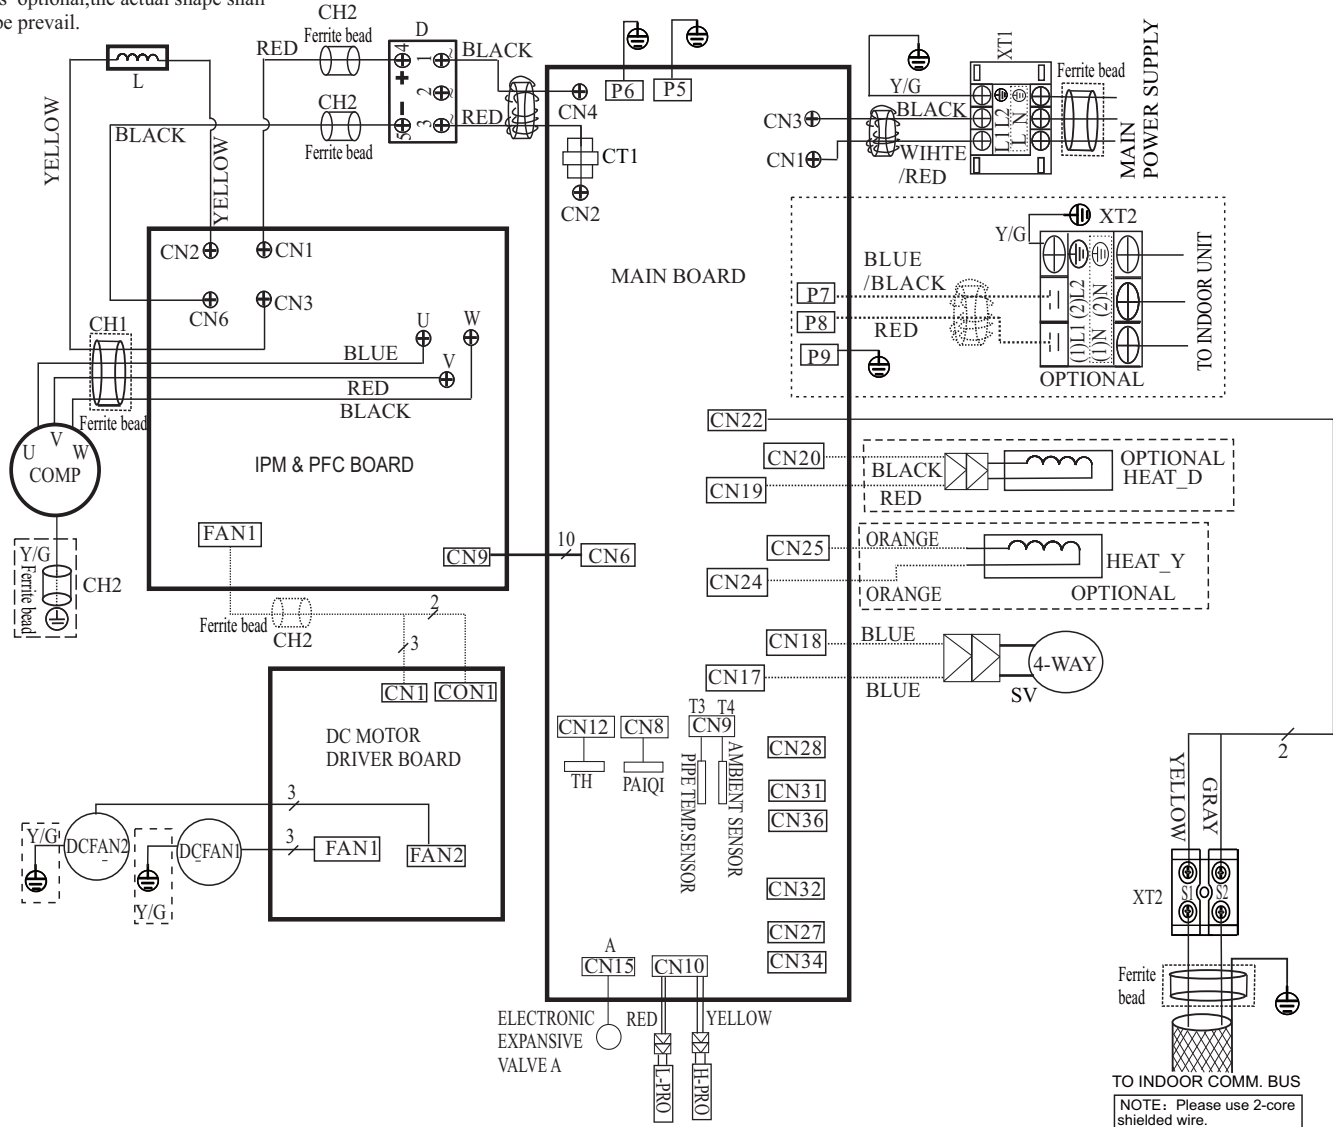 s optional,the actual shape shall
be prevail.
CH2
Ferrite bead
RED
D
4
1
BLACK
+
2
-
5
3
RED
CH2
Ferrite bead
L
YELLOW
BLACK
YELLOW
P6
P5
CN4
CT1
CN2
CN3
CN1
Y/G
BLACK
WIHTE
/RED
XT1
L1 L2
L N
Ferrite bead
MAIN
POWER SUPPLY
MAIN BOARD
Y/G
XT2
BLUE
/BLACK
P7
P8
RED
P9
(1)L1 (2)L2
(1)N (2)N
OPTIONAL
TO INDOOR UNIT
CN2
CN1
CN6
CN3
CH1
U
W
V
BLUE
RED
BLACK
Ferrite bead
U
V
W
COMP
IPM & PFC BOARD
Y/G
Ferrite bead
CH2
FAN1
CN9
10
CN6
Ferrite bead
CH2
2
3
CN1
CON1
DC MOTOR
DRIVER BOARD
3
3
FAN1
FAN2
Y/G
DCFAN2
DCFAN1
Y/G
CN22
CN20
BLACK
CN19
RED
OPTIONAL
HEAT_D
CN25
ORANGE
CN24
ORANGE
HEAT_Y
OPTIONAL
CN18
BLUE
CN17
BLUE
4-WAY
SV
T3
T4
CN12
CN8
CN9
TH
PAIQI
PIPE TEMP.SENSOR
AMBIENT SENSOR
CN28
CN31
CN36
CN32
CN27
CN34
A
CN15
CN10
ELECTRONIC
EXPANSIVE
VALVE A
RED
YELLOW
L-PRO
H-PRO
2
YELLOW
GRAY
XT2
S1
S2
Ferrite
bead
TO INDOOR COMM. BUS
NOTE: Please use 2-core
shielded wire.